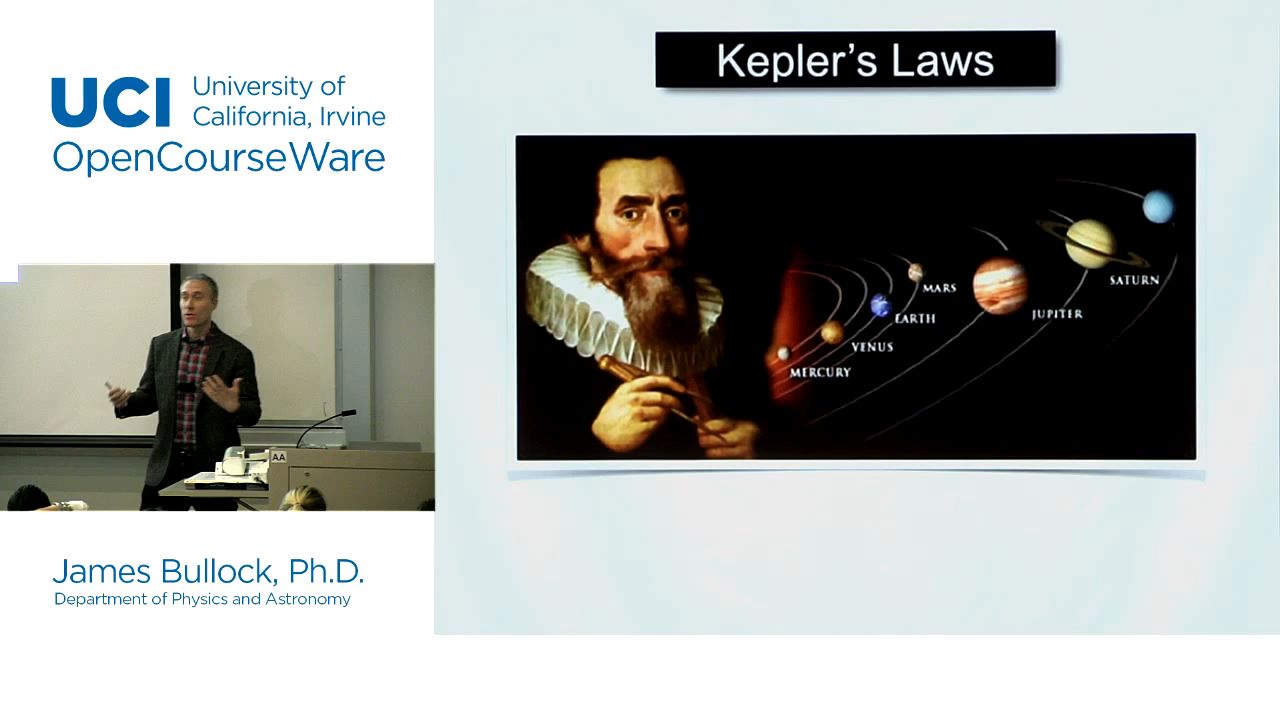 UCI University of
California, Irvine
OpenCourseWare
AA
James Bullock, Ph.D.
Department of Physics and Astronomy
Kepler's Laws
MERCURY
VENUS
EARTH
MARS
JUPITER
SATURN